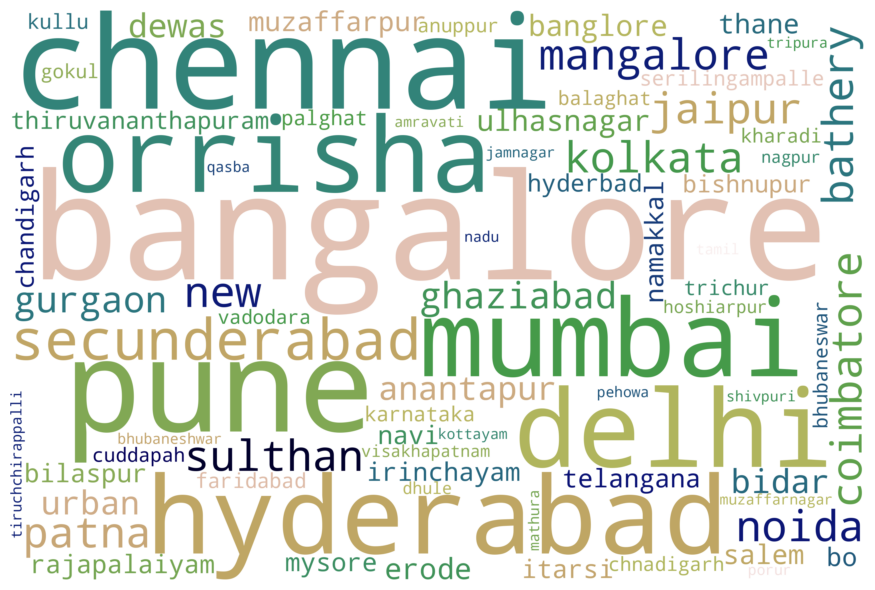 kullu
dewas
muzaffarpur
anuppur
banglore
thane
tripura
chennai
mangalore
gokul
serilingampalle
bathery
balaghat
jaipur
thiruvananthapuram
palghat
amravati
ulhasnagar
kharadi
orrisha
jamnagar
kolkata
nagpur
qasba
chandigarh
hyderbad
bishnupur
bangalore
namakkal
nadu
tamil
gurgaon
new
ghaziabad
trichur
hoshiarpur
vadodara
coimbatore
secunderabad
mumbai
bhubaneswar
pune
anantapur
delhi
pehowa
shivpuri
tiruchchirappalli
karnataka
bhubaneshwar
navi
kottayam
cuddapah
sulthan
visakhapatnam
bilaspur
faridabad
irinchayam
telangana
bidar
dhule
hyderabad
muzaffarnagar
urban
mathura
patna
noida
rajapalaiyam
mysore
erode
itarsi
chnadigarh
salem
bo
porur